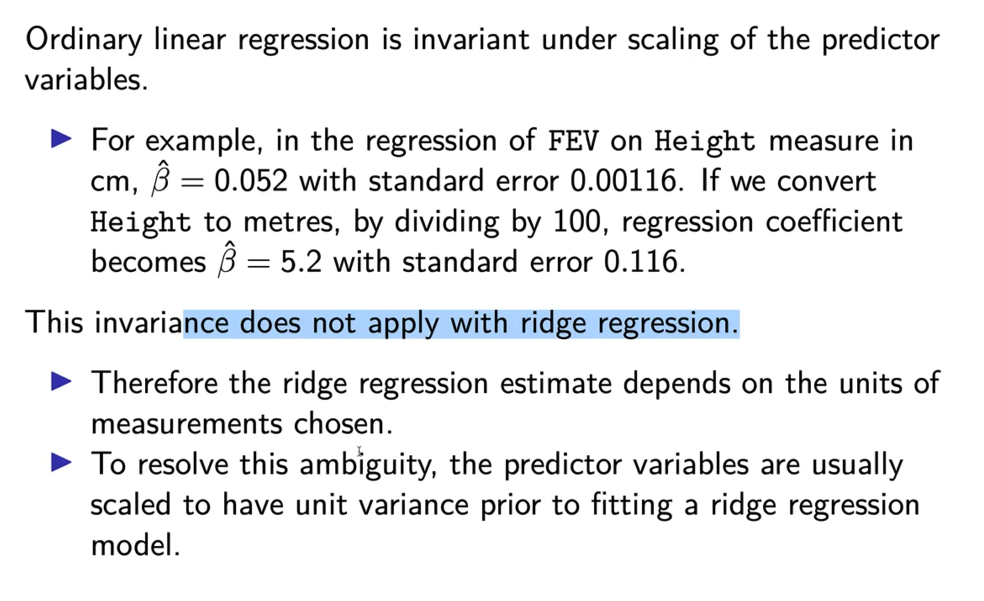 Ordinary linear regression is invariant under scaling of the predictor
variables.
▶ For example, in the regression of FEV on Height measure in
cm, β̂ = 0.052 with standard error 0.00116. If we convert
Height to metres, by dividing by 100, regression coefficient
becomes β̂ = 5.2 with standard error 0.116.
This invariance does not apply with ridge regression.
▶ Therefore the ridge regression estimate depends on the units of
measurements chosen.
▶ To resolve this ambiguity, the predictor variables are usually
scaled to have unit variance prior to fitting a ridge regression
model.